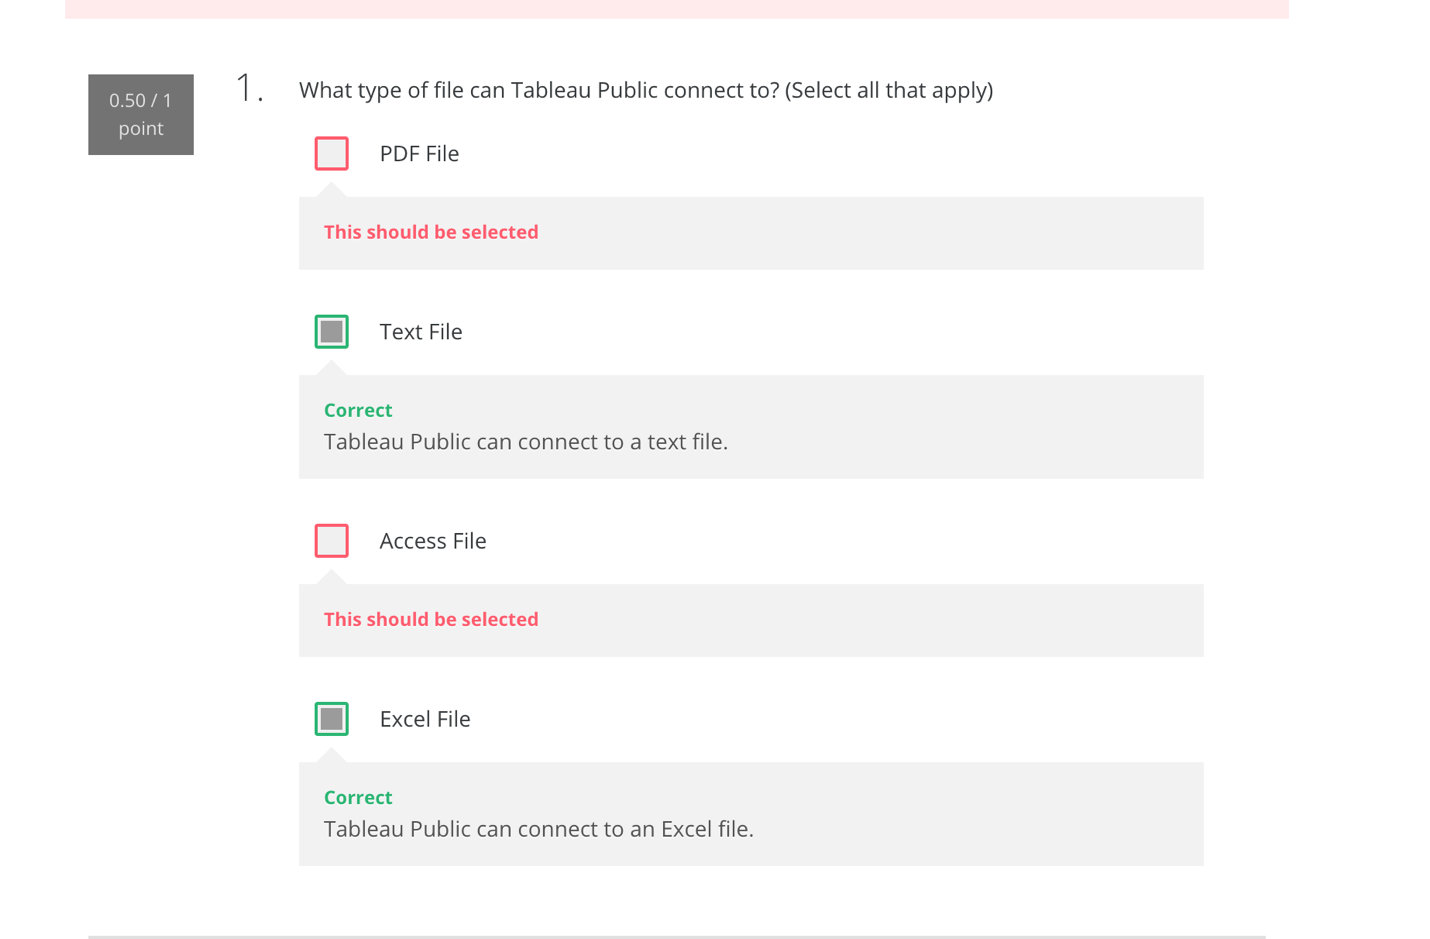 0.50 / 1
point
1.
What type of file can Tableau Public connect to? (Select all that apply)
PDF File
This should be selected
Text File
Correct
Tableau Public can connect to a text file.
Access File
This should be selected
Excel File
Correct
Tableau Public can connect to an Excel file.